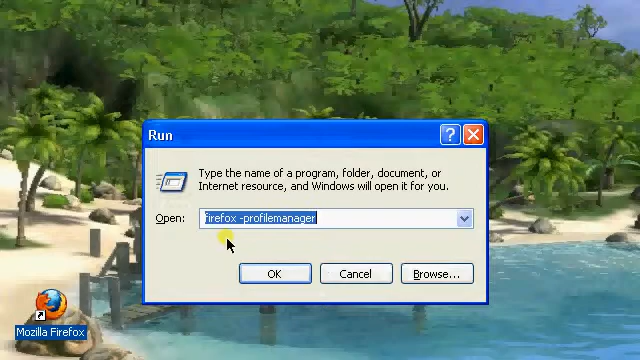 Run
Type the name of a program, folder, document, or
Internet resource, and Windows will open it for you.
Open: firefox -profilemanager
OK Cancel Browse...
Mozilla Firefox